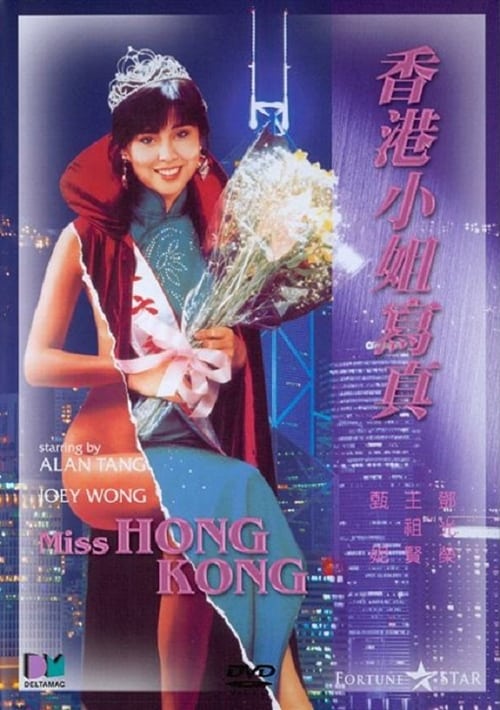 香港小姐寫真
starring by
ALAN TANG
JOEY WONG
Miss HONG
KONG
鄧光榮
王祖賢
甄妮
DELTAMAC
DVD
VIDEO
FORTUNE STAR